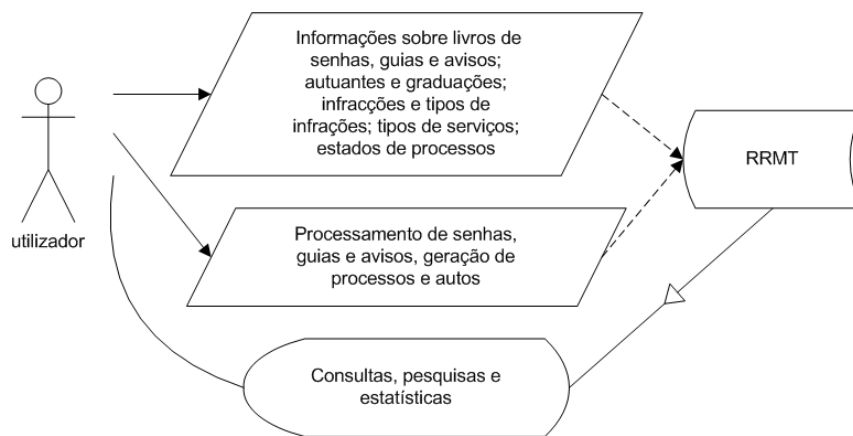 Informações sobre livros de
senhas, guias e avisos;
autuantes e graduações;
infracções e tipos de
infrações; tipos de serviços;
estados de processos
RRMT
utilizador
Processamento de senhas,
guias e avisos, geração de
processos e autos
Consultas, pesquisas e
estatísticas